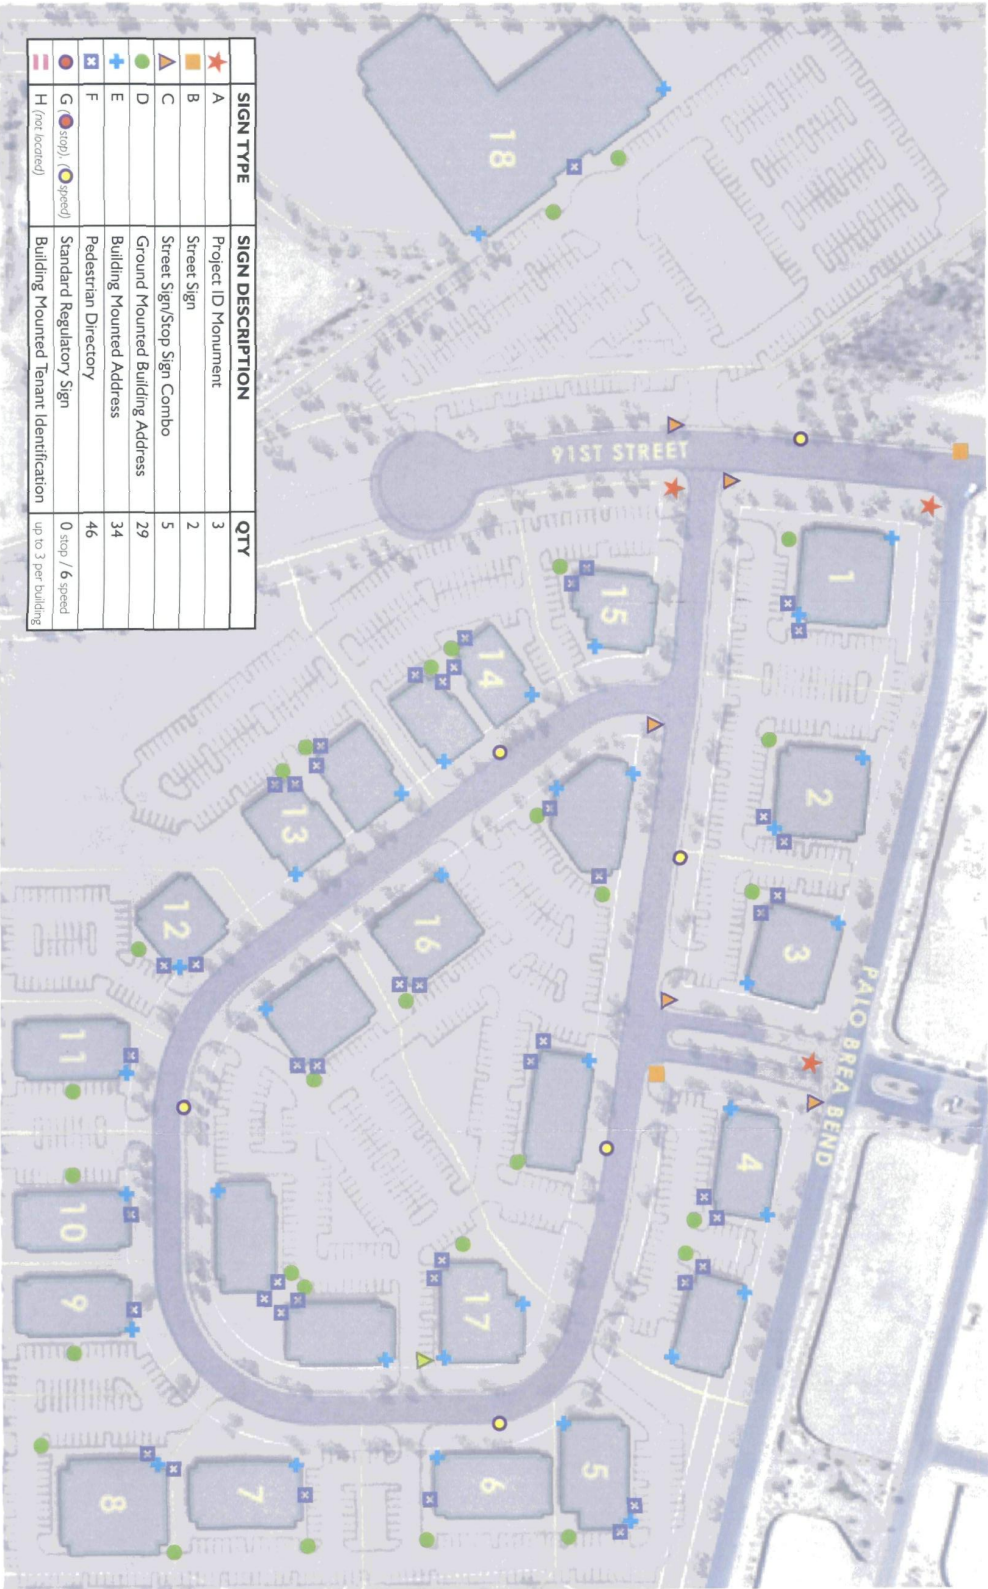 SIGN TYPE SIGN DESCRIPTION QTY
A Project ID Monument 3
B Street Sign 2
C Street Sign/Stop Sign Combo 5
D Ground Mounted Building Address 29
E Building Mounted Address 34
F Pedestrian Directory 46
G (stop), (speed) Standard Regulatory Sign 0 stop / 6 speed
H (not located) Building Mounted Tenant Identification up to 3 per building
18
91ST STREET
PALO BREA BEND
1
2
3
4
5
6
7
8
9
10
11
12
13
14
15
16
17